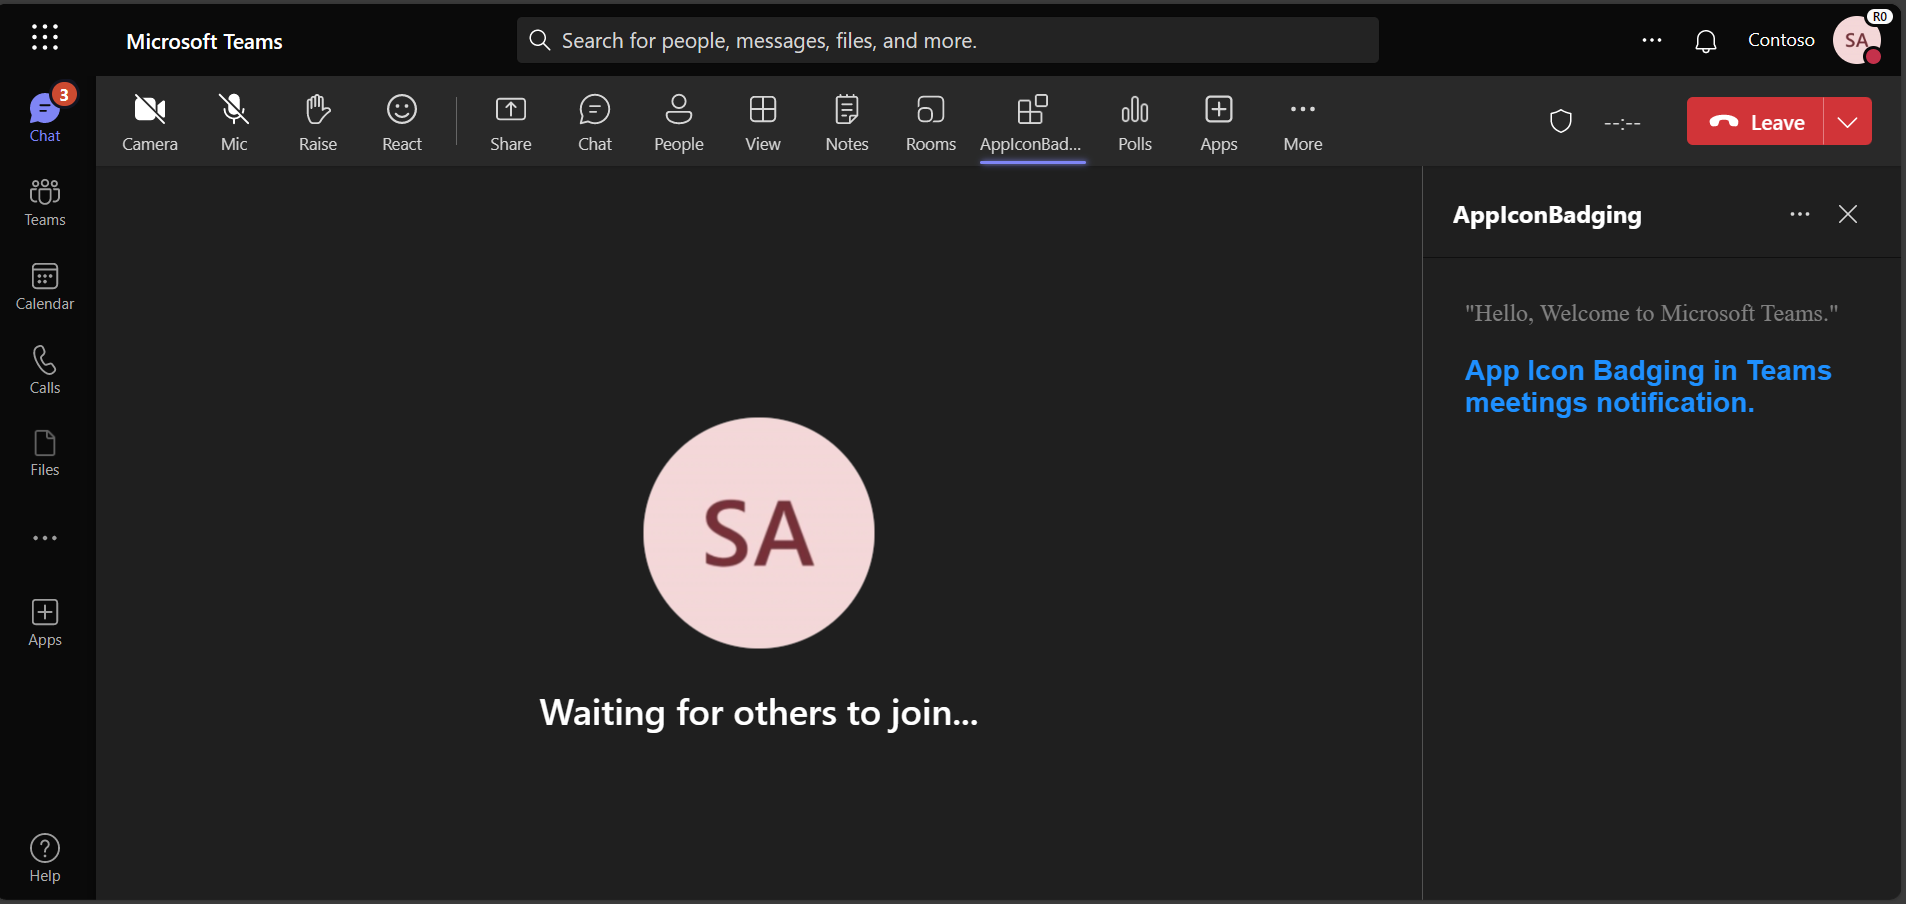 Microsoft Teams
Search for people, messages, files, and more.
Contoso
SA
R0
3
Chat
Teams
Calendar
Calls
Files
Apps
Help
Camera
Mic
Raise
React
Share
Chat
People
View
Notes
Rooms
AppIconBad...
Polls
Apps
More
--:--
Leave
SA
Waiting for others to join...
AppIconBadging
"Hello, Welcome to Microsoft Teams."
App Icon Badging in Teams
meetings notification.